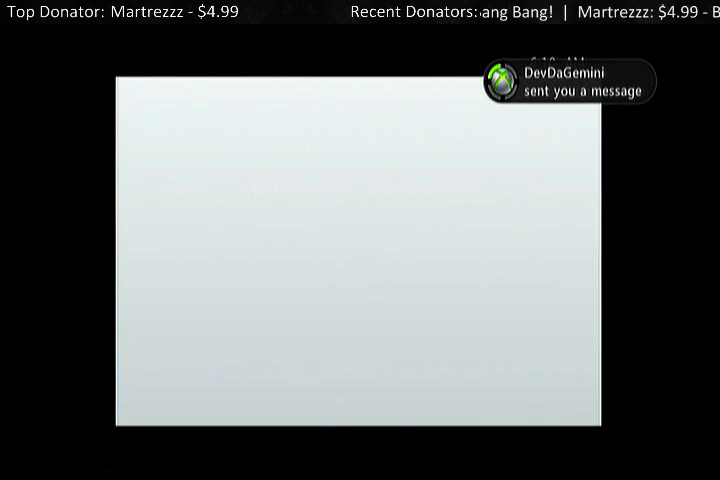 Top Donator: Martrezzz - $4.99
Recent Donators: ang Bang! | Martrezzz: $4.99 - B
DevDaGemini
sent you a message